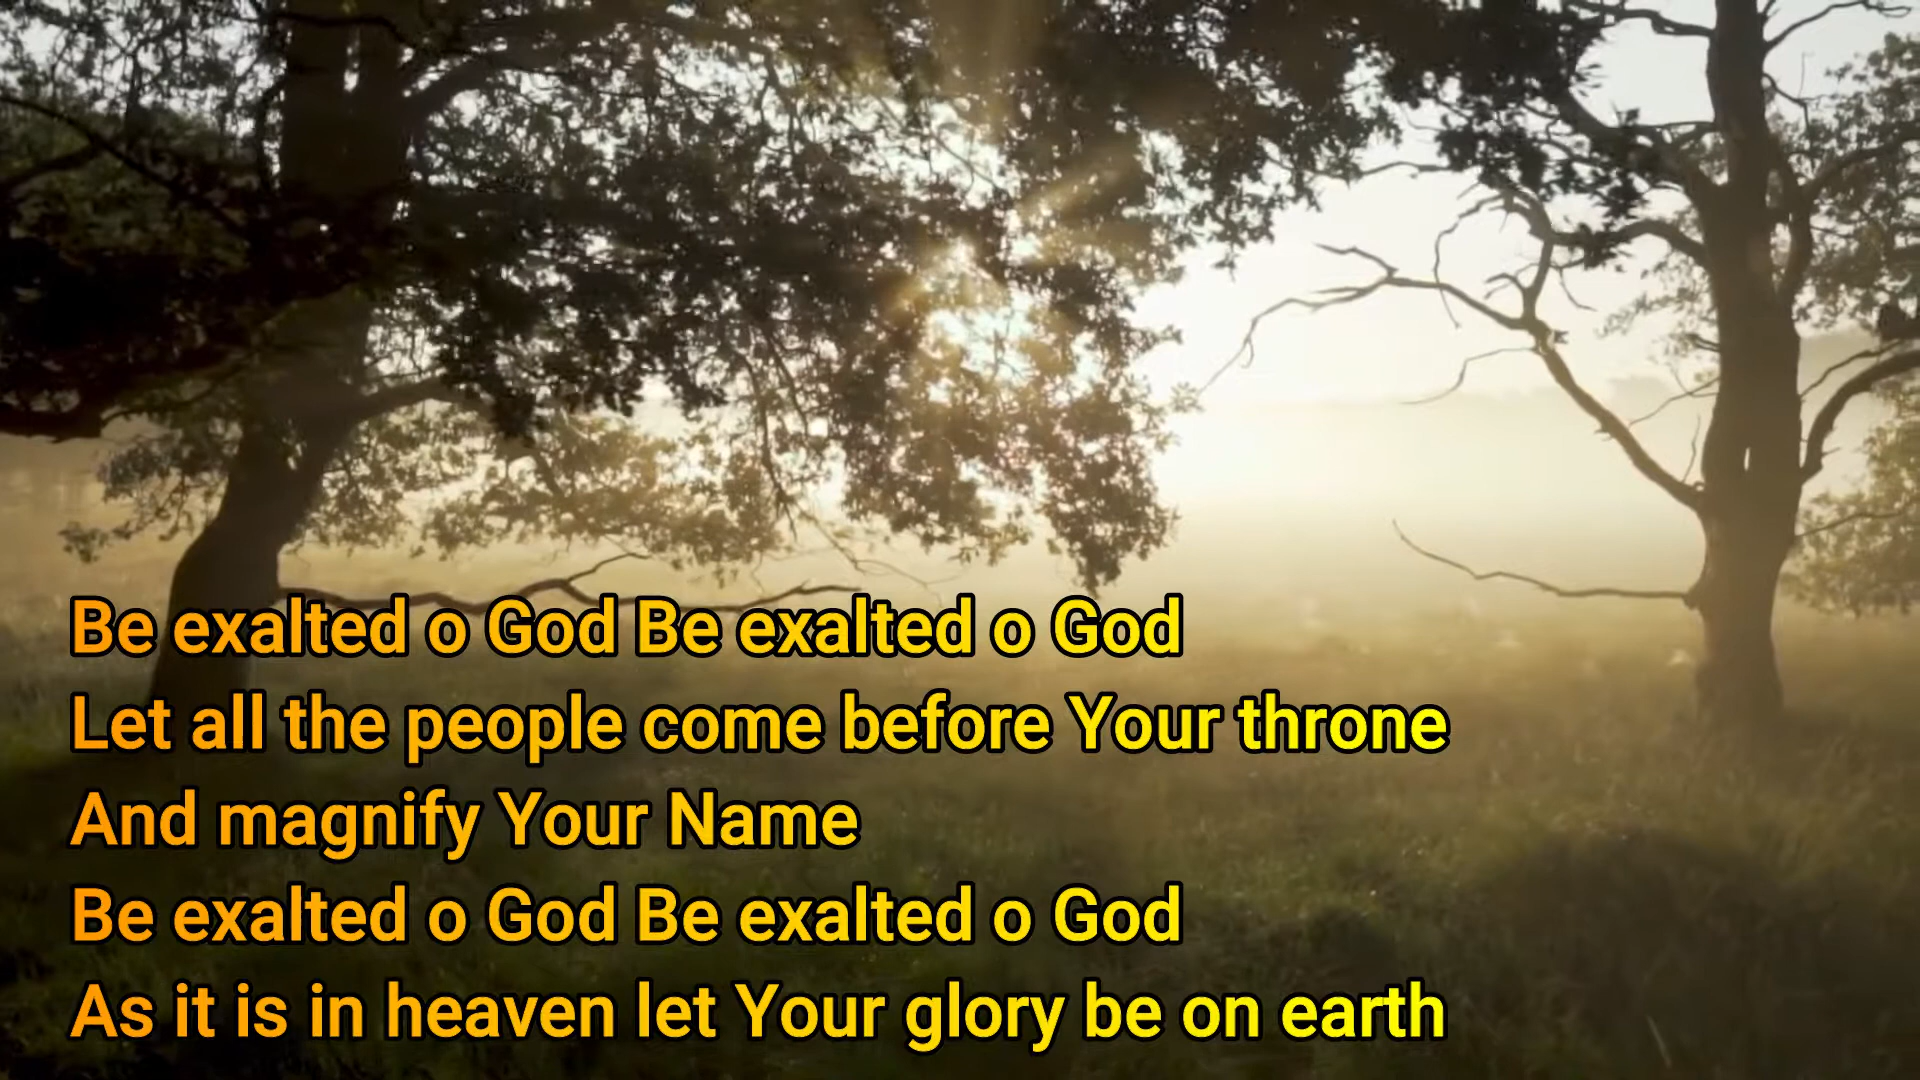 Be exalted o God Be exalted o God
Let all the people come before Your throne
And magnify Your Name
Be exalted o God Be exalted o God
As it is in heaven let Your glory be on earth